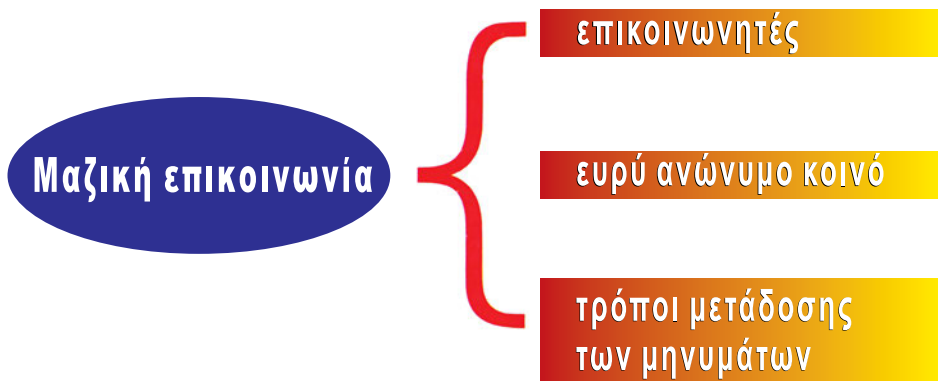 Μαζική επικοινωνία
επικοινωνητές
ευρύ ανώνυμο κοινό
τρόποι μετάδοσης
των μηνυμάτων